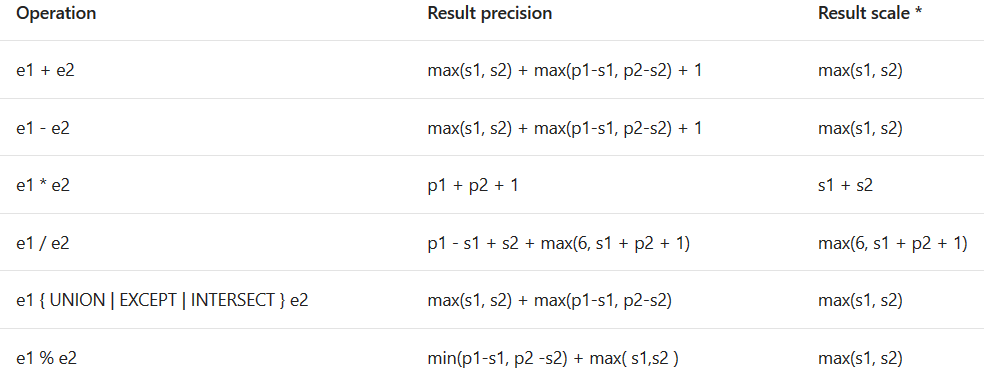 Operation Result precision Result scale *
e1 + e2 max(s1, s2) + max(p1-s1, p2-s2) + 1 max(s1, s2)
e1 - e2 max(s1, s2) + max(p1-s1, p2-s2) + 1 max(s1, s2)
e1 * e2 p1 + p2 + 1 s1 + s2
e1 / e2 p1 - s1 + s2 + max(6, s1 + p2 + 1) max(6, s1 + p2 + 1)
e1 { UNION | EXCEPT | INTERSECT } e2 max(s1, s2) + max(p1-s1, p2-s2) max(s1, s2)
e1 % e2 min(p1-s1, p2 -s2) + max( s1,s2 ) max(s1, s2)